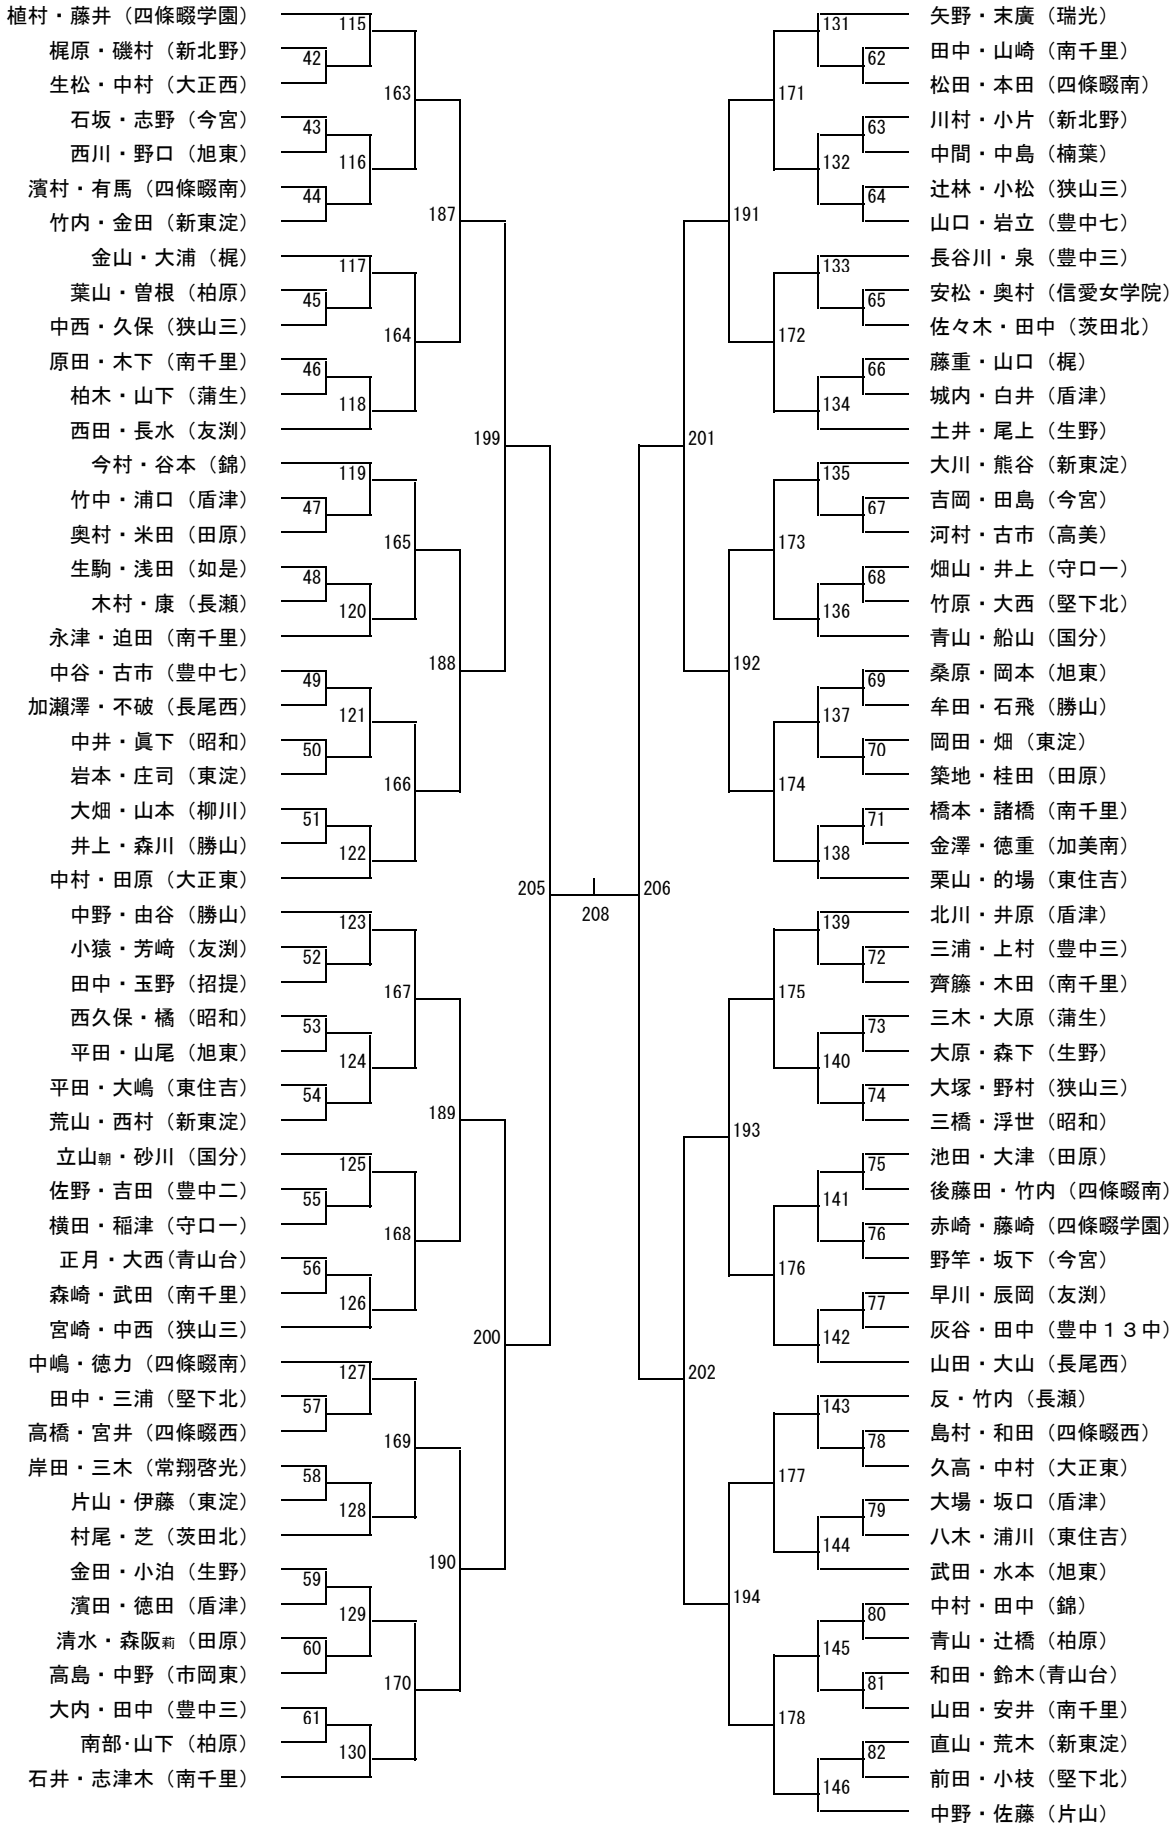 植村・藤井（四條畷学園）
梶原・磯村（新北野）
生松・中村（大正西）
石坂・志野（今宮）
西川・野口（旭東）
濱村・有馬（四條畷南）
竹内・金田（新東淀）
金山・大浦（梶）
葉山・曽根（柏原）
中西・久保（狭山三）
原田・木下（南千里）
柏木・山下（蒲生）
西田・長水（友渕）
今村・谷本（錦）
竹中・浦口（盾津）
奥村・米田（田原）
生駒・浅田（如是）
木村・康（長瀬）
永津・迫田（南千里）
中谷・古市（豊中七）
加瀨澤・不破（長尾西）
中井・眞下（昭和）
岩本・庄司（東淀）
大畑・山本（柳川）
井上・森川（勝山）
中村・田原（大正東）
中野・由谷（勝山）
小猿・芳﨑（友渕）
田中・玉野（招提）
西久保・橘（昭和）
平田・山尾（旭東）
平田・大嶋（東住吉）
荒山・西村（新東淀）
立山朝・砂川（国分）
佐野・吉田（豊中二）
横田・稲津（守口一）
正月・大西(青山台）
森崎・武田（南千里）
宮崎・中西（狭山三）
中嶋・徳力（四條畷南）
田中・三浦（堅下北）
高橋・宮井（四條畷西）
岸田・三木（常翔啓光）
片山・伊藤（東淀）
村尾・芝（茨田北）
金田・小泊（生野）
濱田・徳田（盾津）
清水・森阪莉（田原）
高島・中野（市岡東）
大内・田中（豊中三）
南部･山下（柏原）
石井・志津木（南千里）
42
43
44
45
46
47
48
49
50
51
52
53
54
55
56
57
58
59
60
61
115
116
117
118
119
120
121
122
123
124
125
126
127
128
129
130
163
164
165
166
167
168
169
170
187
188
189
190
199
200
205
208
206
201
202
191
192
193
194
171
172
173
174
175
176
177
178
131
132
133
134
135
136
137
138
139
140
141
142
143
144
145
146
62
63
64
65
66
67
68
69
70
71
72
73
74
75
76
77
78
79
80
81
82
矢野・末廣（瑞光）
田中・山崎（南千里）
松田・本田（四條畷南）
川村・小片（新北野）
中間・中島（楠葉）
辻林・小松（狭山三）
山口・岩立（豊中七）
長谷川・泉（豊中三）
安松・奥村（信愛女学院）
佐々木・田中（茨田北）
藤重・山口（梶）
城内・白井（盾津）
土井・尾上（生野）
大川・熊谷（新東淀）
吉岡・田島（今宮）
河村・古市（高美）
畑山・井上（守口一）
竹原・大西（堅下北）
青山・船山（国分）
桑原・岡本（旭東）
牟田・石飛（勝山）
岡田・畑（東淀）
築地・桂田（田原）
橋本・諸橋（南千里）
金澤・徳重（加美南）
栗山・的場（東住吉）
北川・井原（盾津）
三浦・上村（豊中三）
齊籐・木田（南千里）
三木・大原（蒲生）
大原・森下（生野）
大塚・野村（狭山三）
三橋・浮世（昭和）
池田・大津（田原）
後藤田・竹内（四條畷南）
赤崎・藤崎（四條畷学園）
野竿・坂下（今宮）
早川・辰岡（友渕）
灰谷・田中（豊中１３中）
山田・大山（長尾西）
反・竹内（長瀬）
島村・和田（四條畷西）
久高・中村（大正東）
大場・坂口（盾津）
八木・浦川（東住吉）
武田・水本（旭東）
中村・田中（錦）
青山・辻橋（柏原）
和田・鈴木(青山台）
山田・安井（南千里）
直山・荒木（新東淀）
前田・小枝（堅下北）
中野・佐藤（片山）